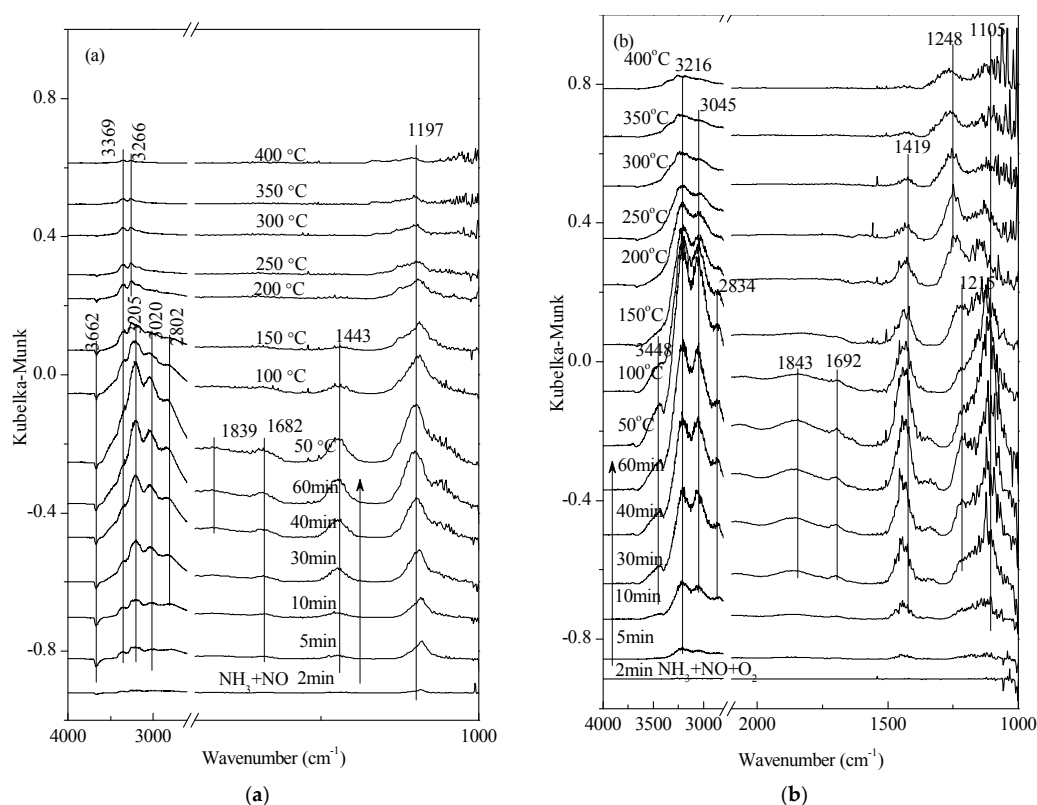 (a)
0.8
0.4
0.0
-0.4
-0.8
Kubelka-Munk
3369
3266
1197
400 °C
350 °C
300 °C
250 °C
200 °C
150 °C
100 °C
50 °C
3662
3020
2802
1443
1839
1682
60min
40min
30min
10min
5min
2min
NH3+NO
4000
3000
1000
Wavenumber (cm-1)
(a)
(b)
0.8
0.4
0.0
-0.4
-0.8
Kubelka-Munk
400°C
350°C
300°C
250°C
200°C
150°C
100°C
50°C
3216
3045
1248
1105
1419
2834
1215
3448
1843
1692
60min
40min
30min
10min
5min
2min NH3+NO+O2
4000
3500
3000
2000
1500
1000
Wavenumber (cm-1)
(b)